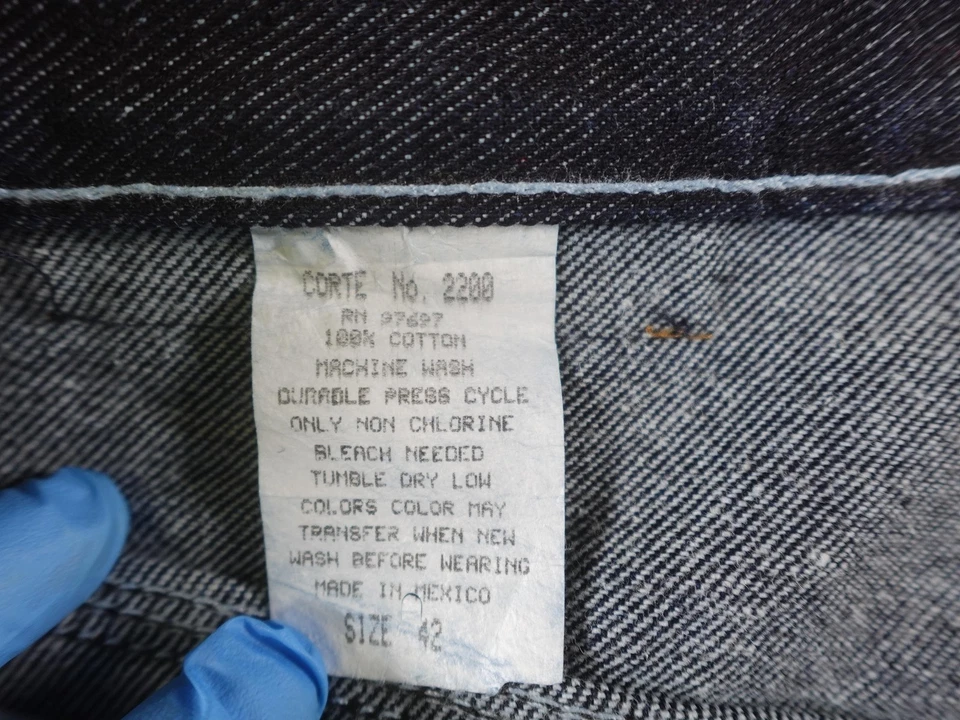 CORTE No. 2200
RN 97697
100% COTTON
MACHINE WASH
DURABLE PRESS CYCLE
ONLY NON CHLORINE
BLEACH NEEDED
TUMBLE DRY LOW
COLORS COLOR MAY
TRANSFER WHEN NEW
WASH BEFORE WEARING
MADE IN MEXICO
SIZE 42